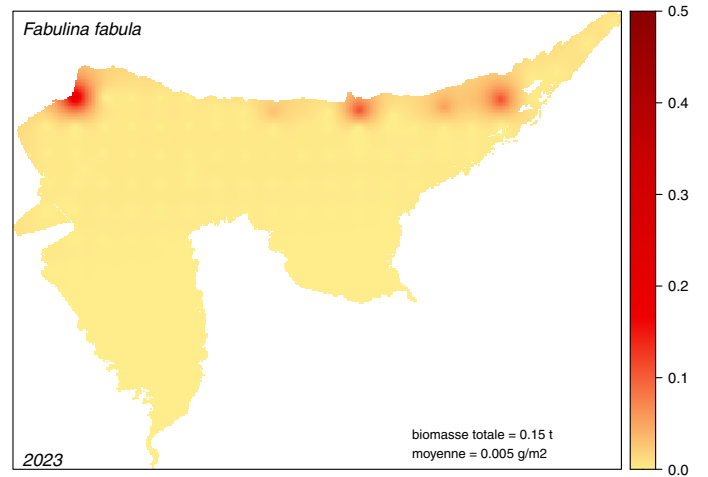 Fabulina fabula
0.5
0.4
0.3
0.2
0.1
0.0
biomasse totale = 0.15 t
moyenne = 0.005 g/m2
2023